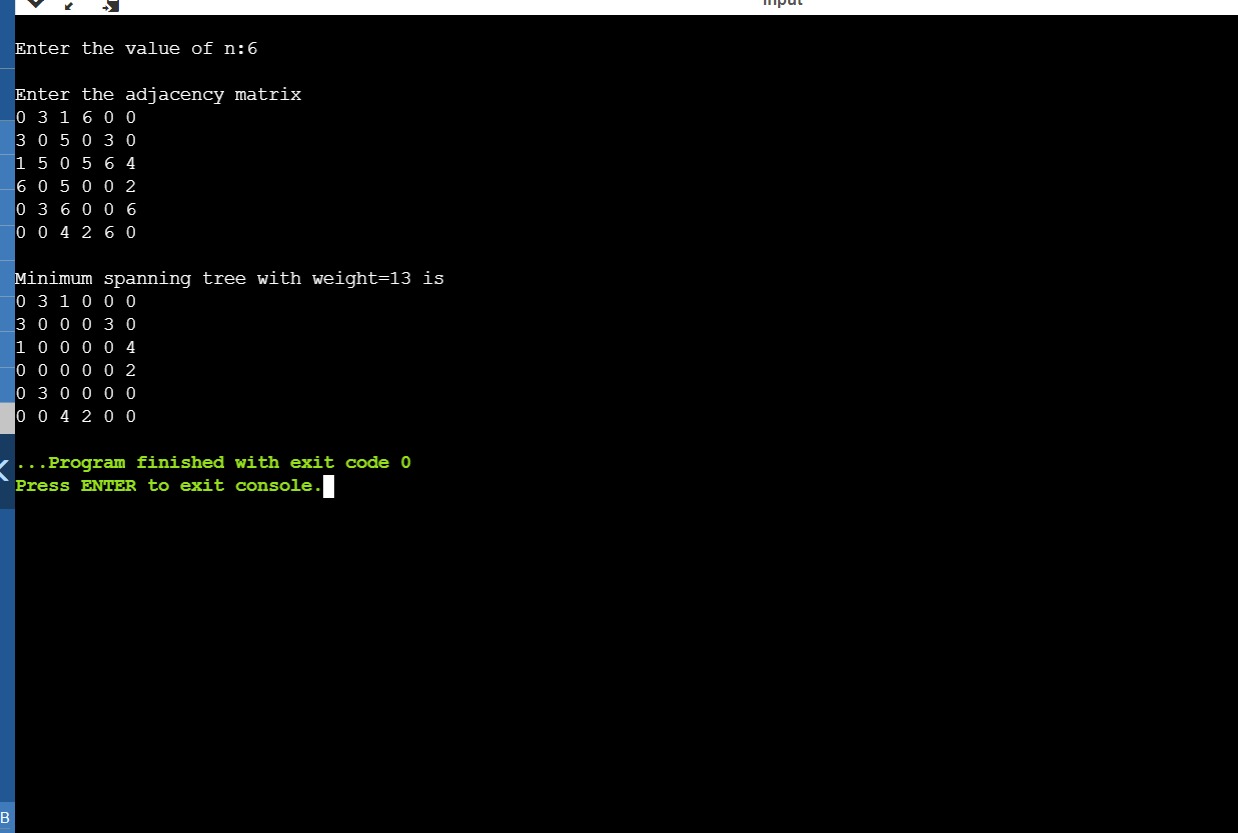 Input
Enter the value of n:6
Enter the adjacency matrix
0 3 1 6 0 0
3 0 5 0 3 0
1 5 0 5 6 4
6 0 5 0 0 2
0 3 6 0 0 6
0 0 4 2 6 0
Minimum spanning tree with weight=13 is
0 3 1 0 0 0
3 0 0 0 3 0
1 0 0 0 0 4
0 0 0 0 0 2
0 3 0 0 0 0
0 0 4 2 0 0
...Program finished with exit code 0
Press ENTER to exit console.
B